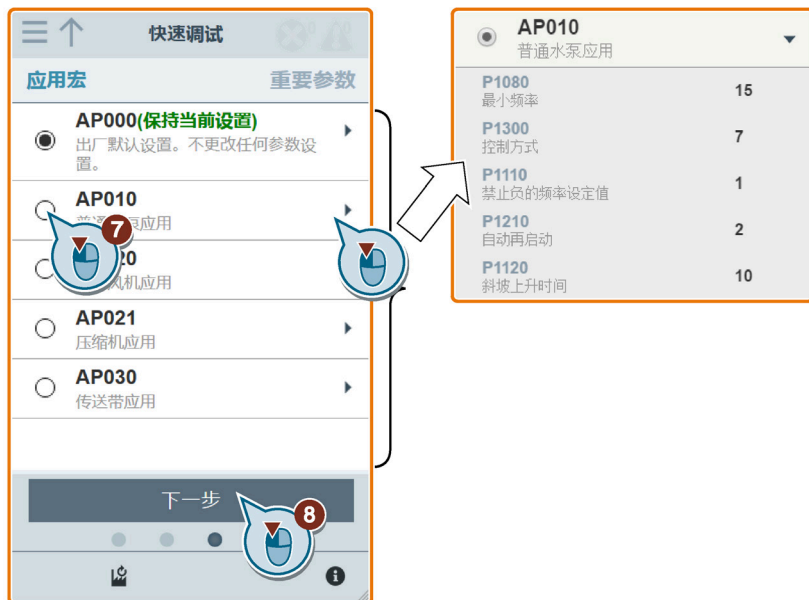 快速调试
应用宏 重要参数
AP000(保持当前设置)
出厂默认设置。不更改任何参数设
置。
AP010
应用
7
20
风机应用
AP021
压缩机应用
AP030
传送带应用
下一步
8
AP010
普通水泵应用
P1080
最小频率
15
P1300
控制方式
7
P1110
禁止负的频率设定值
1
P1210
自动再启动
2
P1120
斜坡上升时间
10